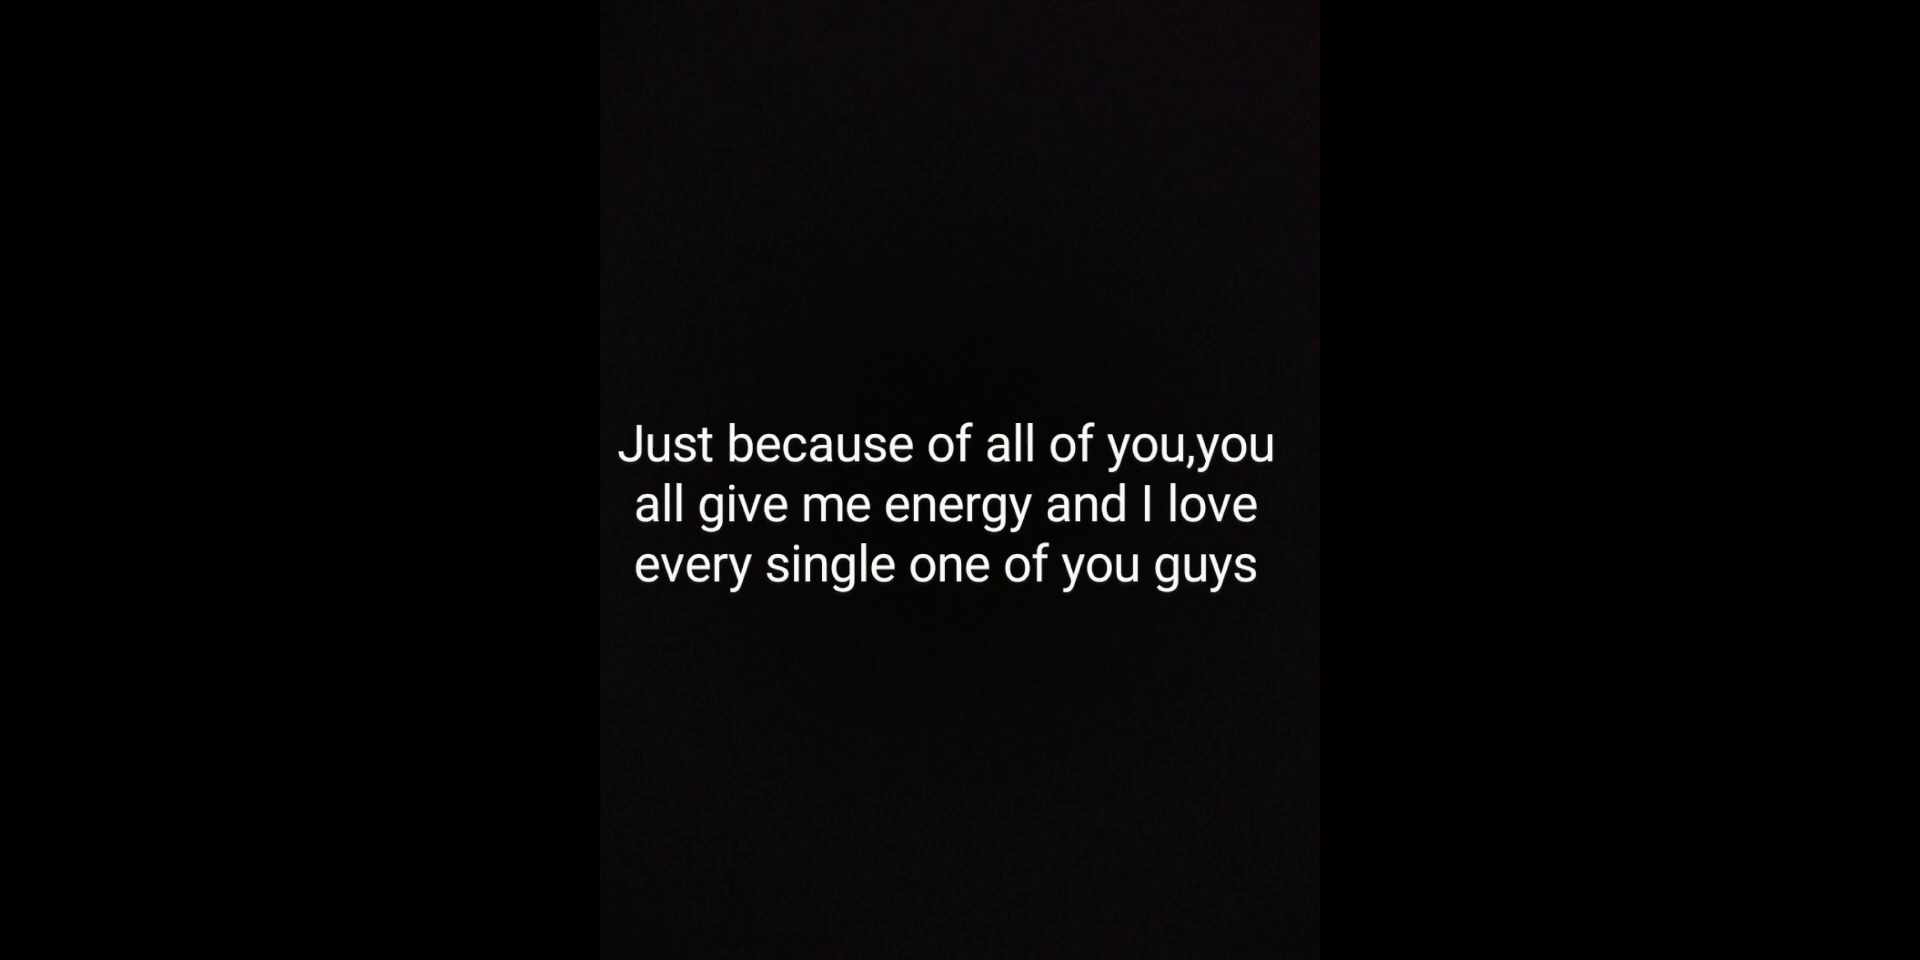 Just because of all of you,you
all give me energy and I love
every single one of you guys